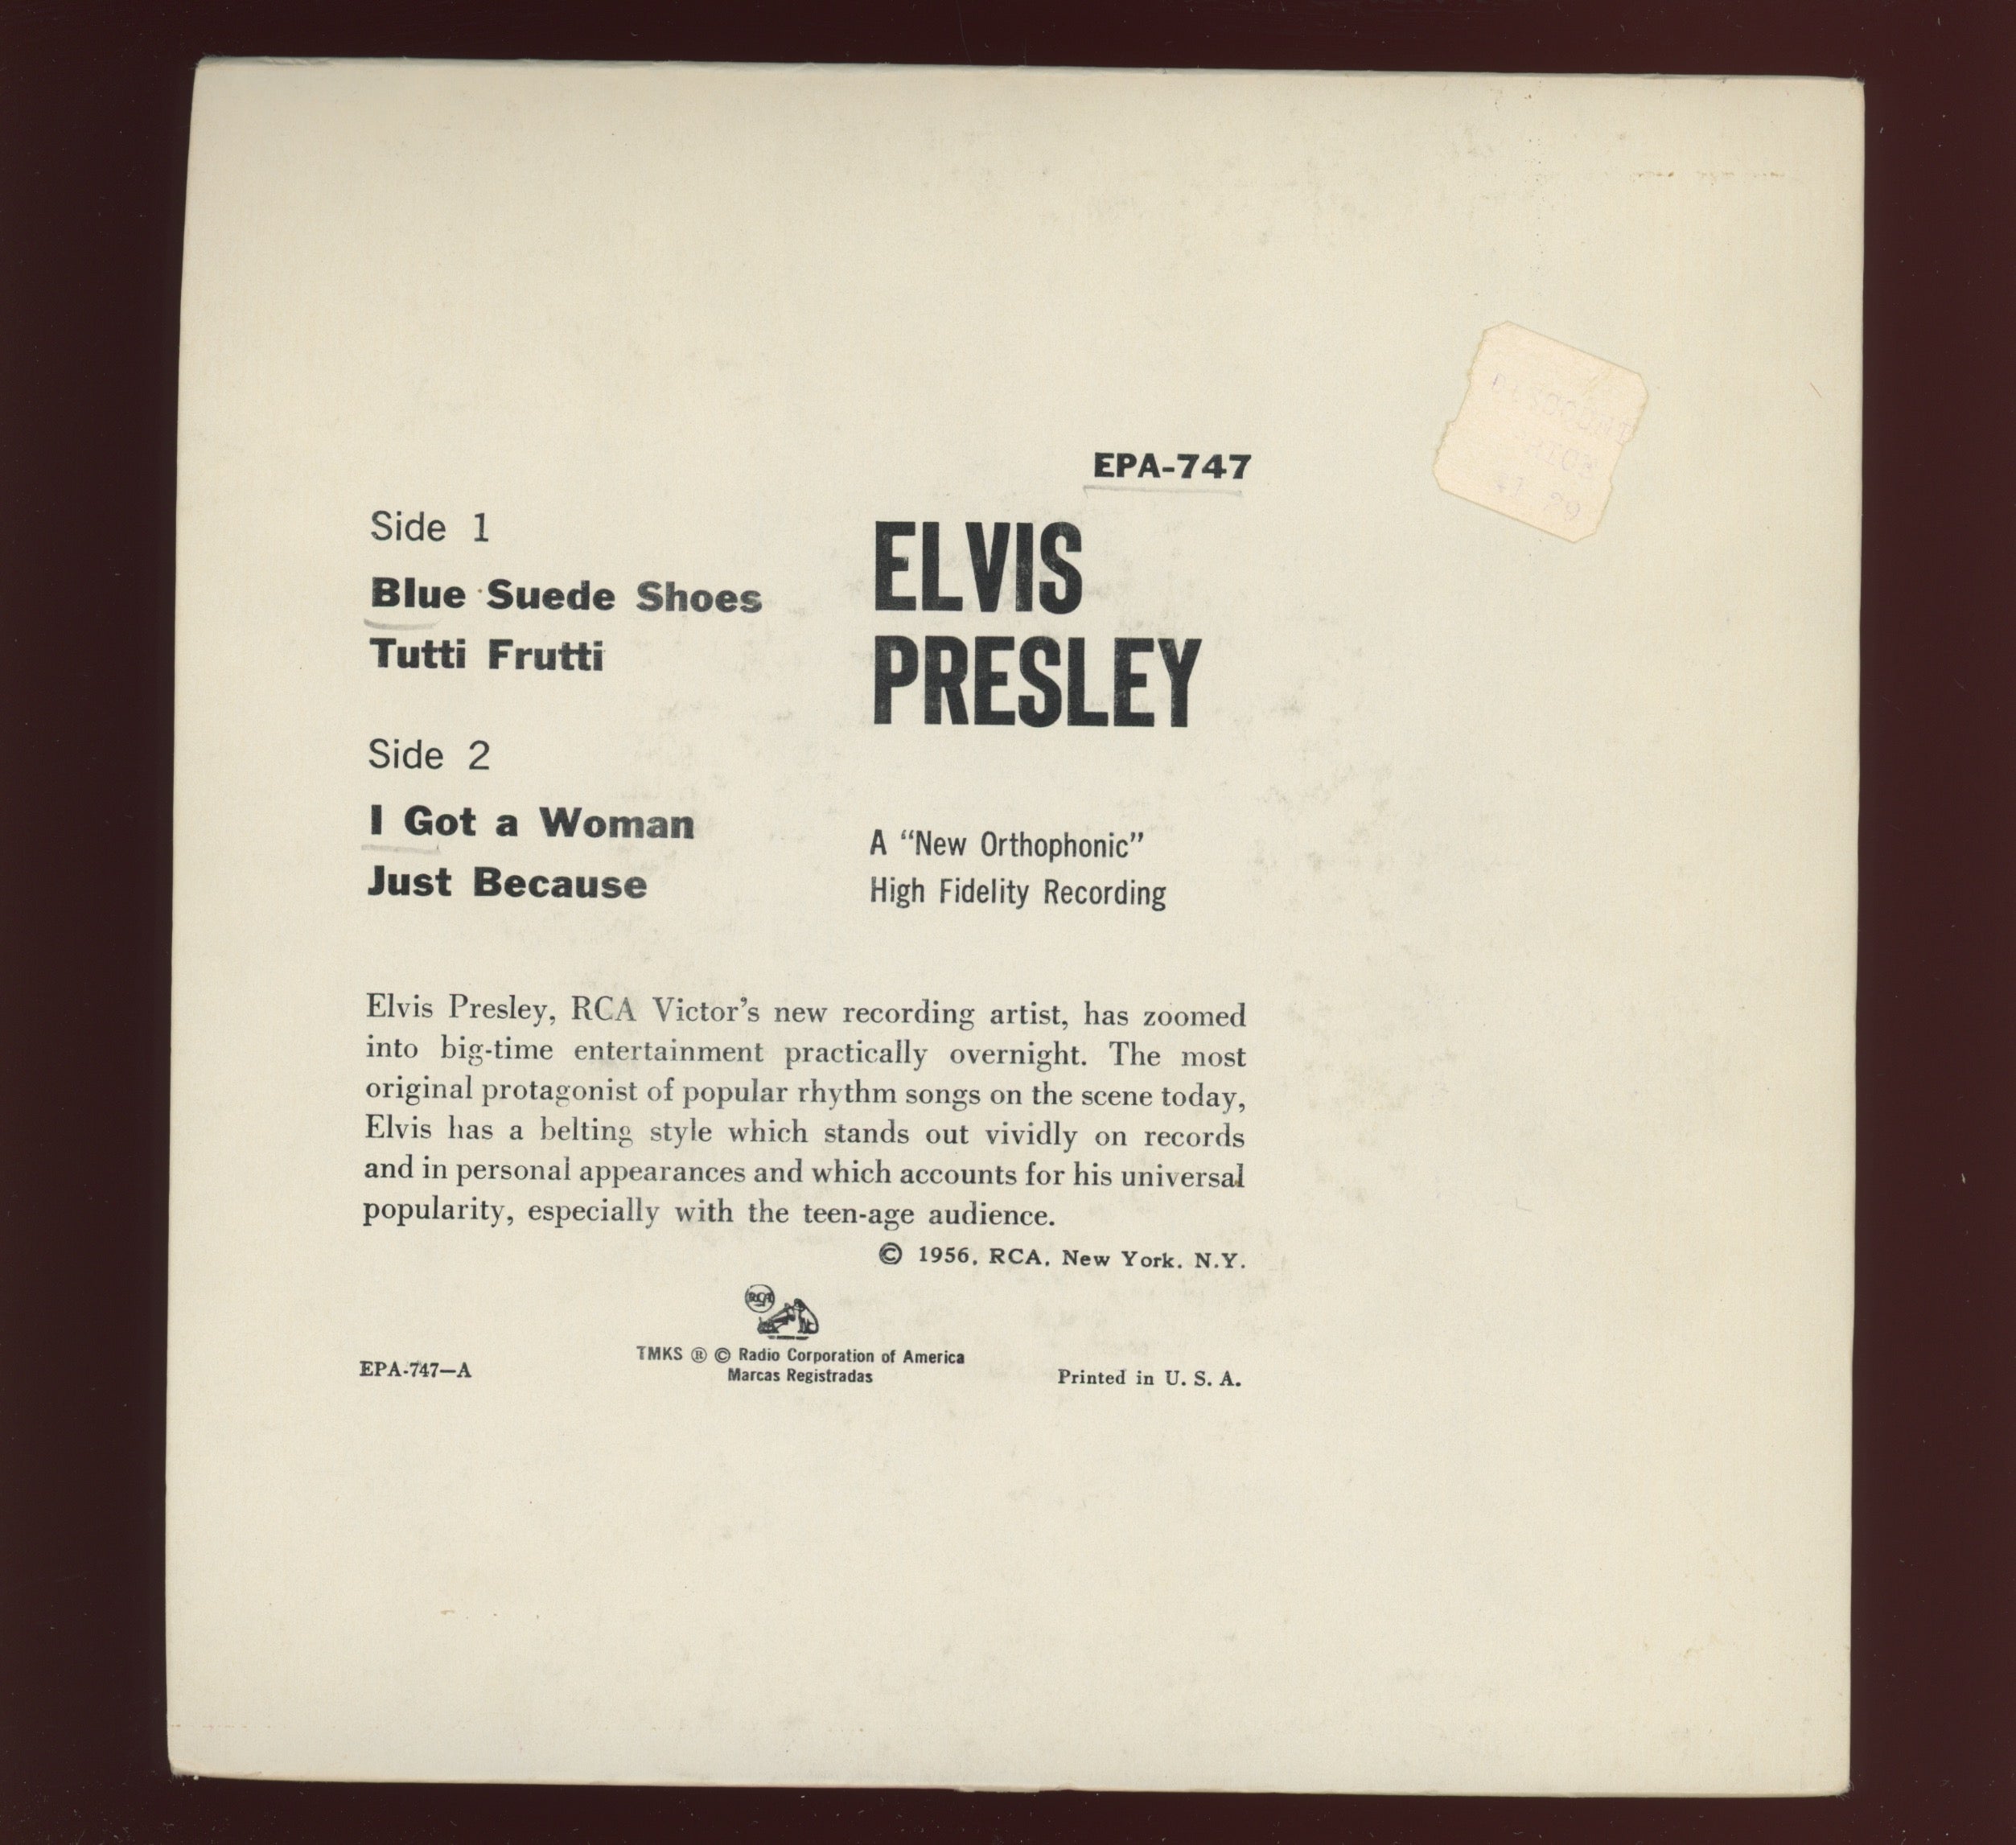 EPA-747
Side 1
Blue Suede Shoes
Tutti Frutti
ELVIS
PRESLEY
Side 2
I Got a Woman
Just Because
A “New Orthophonic”
High Fidelity Recording
Elvis Presley, RCA Victor’s new recording artist, has zoomed
into big-time entertainment practically overnight. The most
original protagonist of popular rhythm songs on the scene today,
Elvis has a belting style which stands out vividly on records
and in personal appearances and which accounts for his universal
popularity, especially with the teen-age audience.
© 1956, RCA, New York, N.Y.
RCA
EPA-747—A
TMKS ® © Radio Corporation of America
Marcas Registradas
Printed in U. S. A.
DISCOUNT